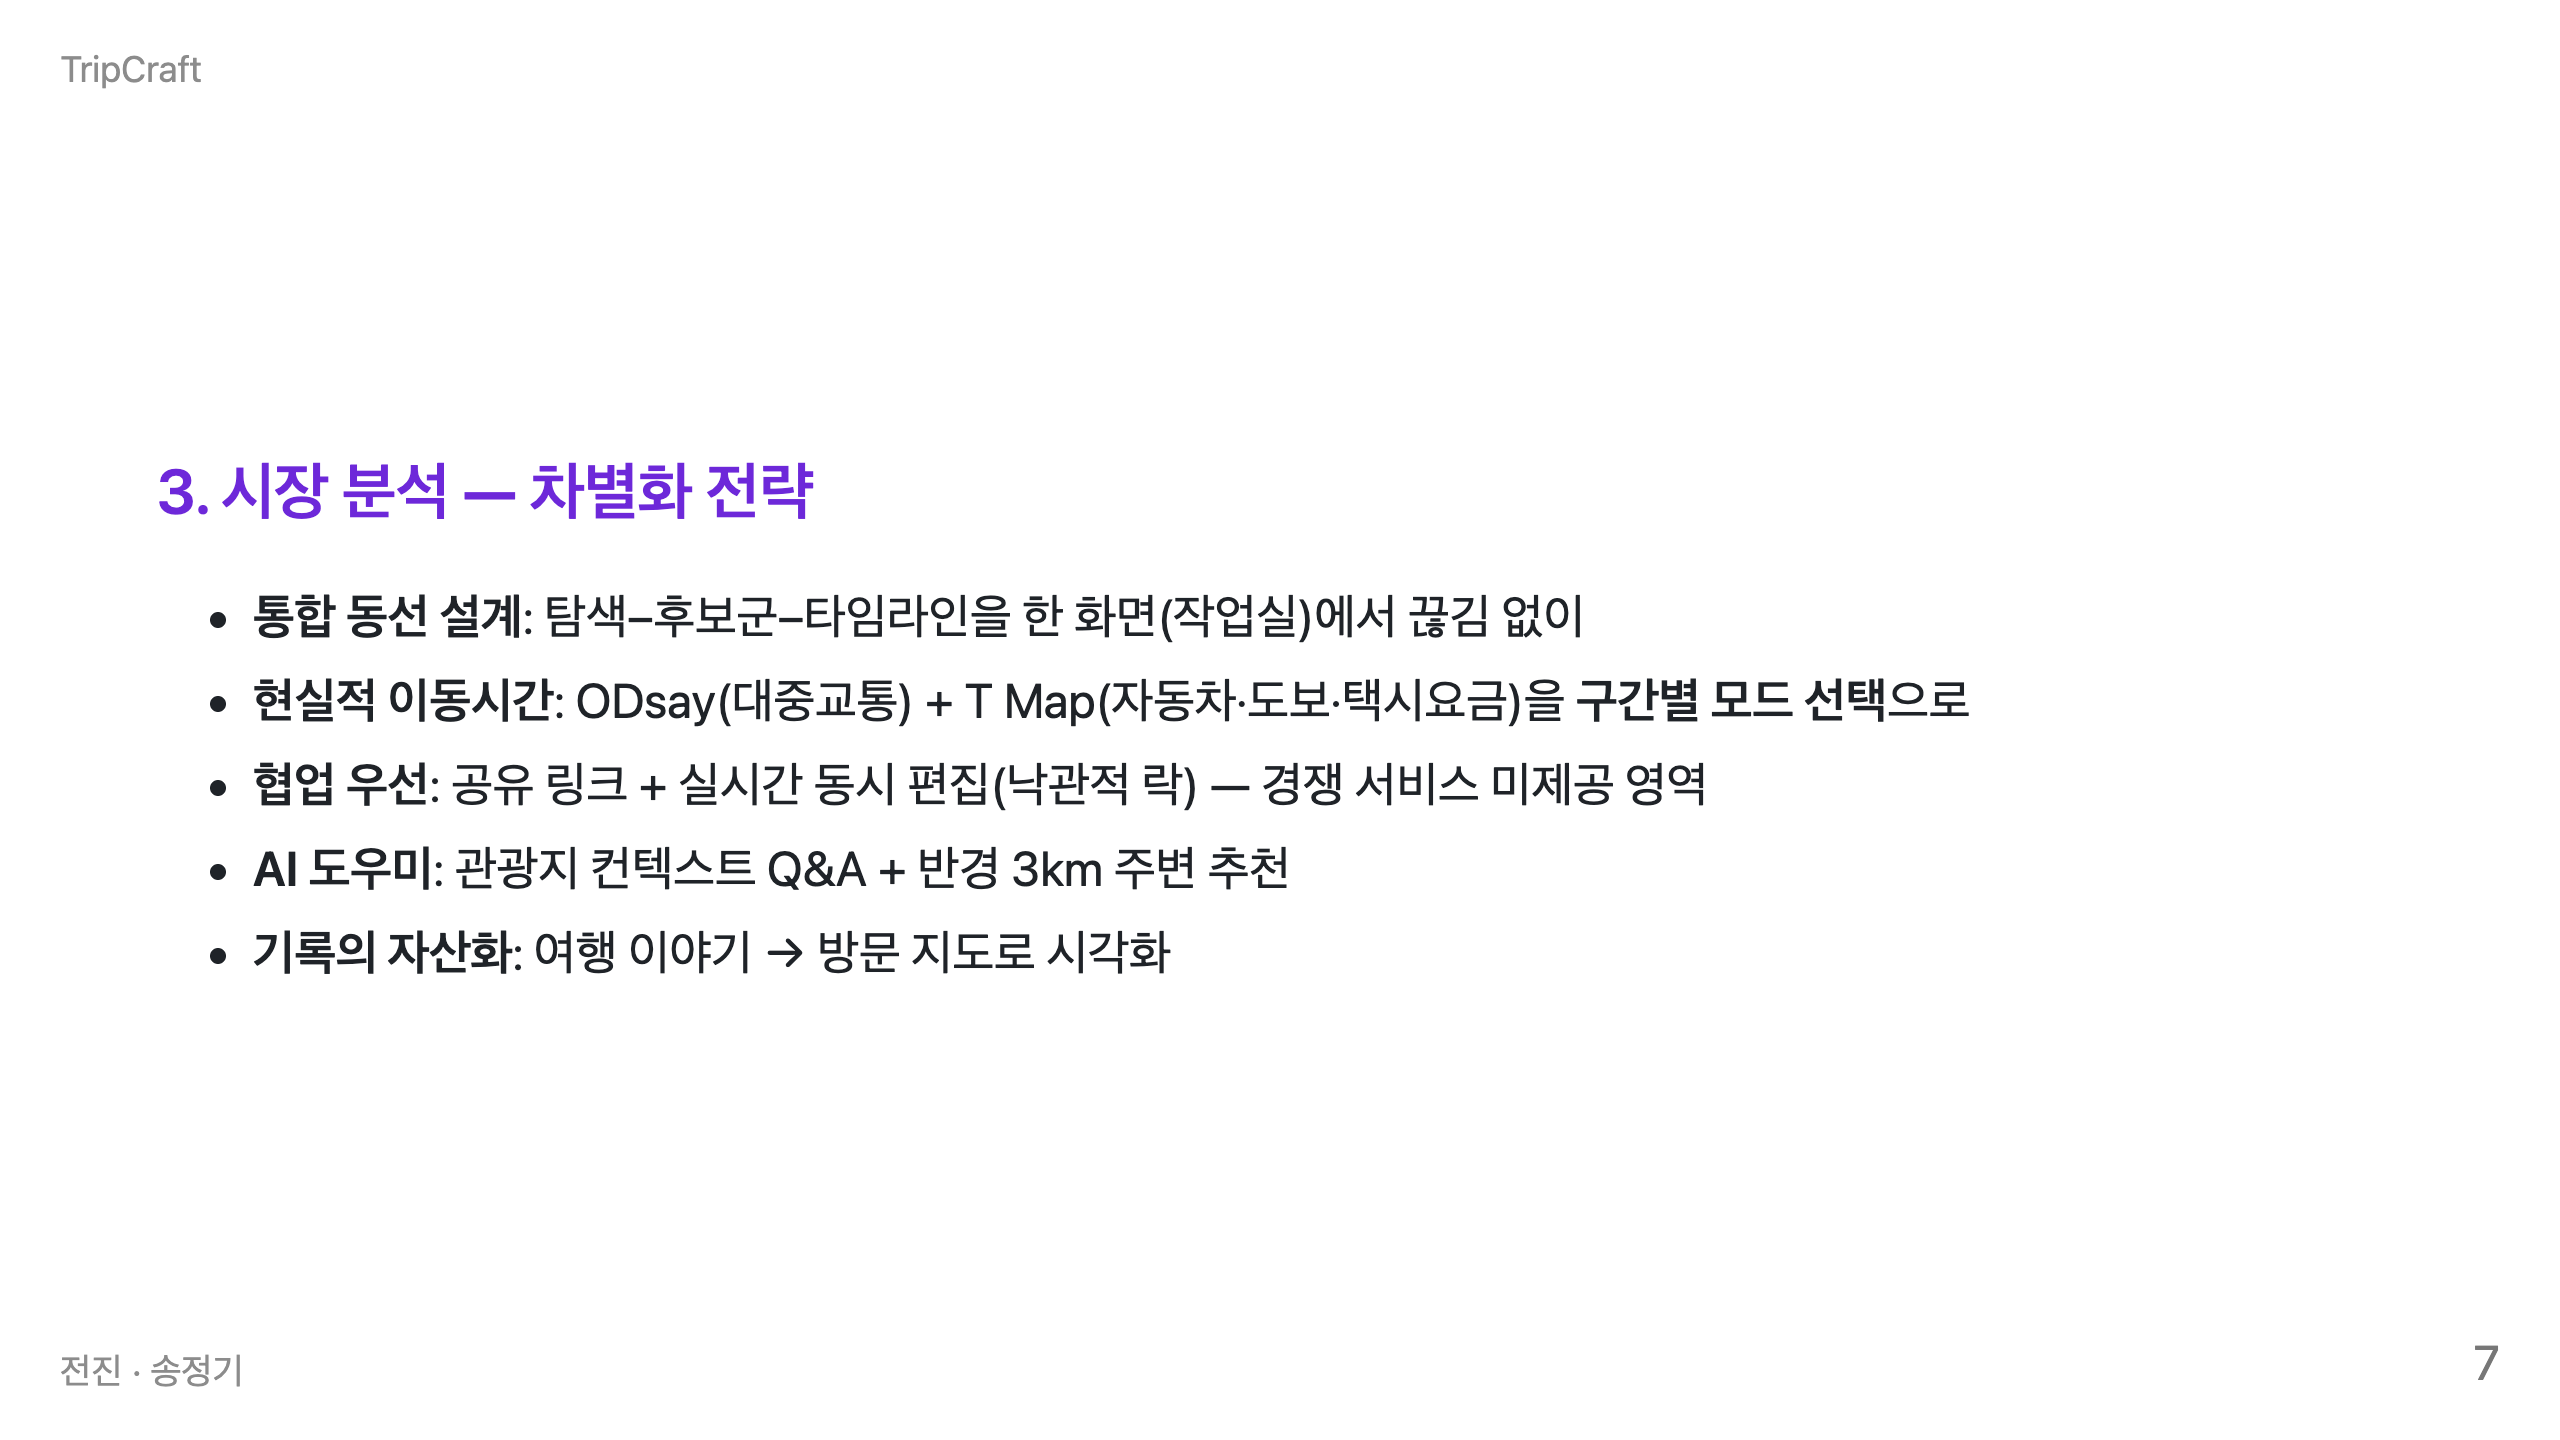 TripCraft
3. 시장 분석 — 차별화 전략
• 통합 동선 설계: 탐색–후보군–타임라인을 한 화면(작업실)에서 끊김 없이
• 현실적 이동시간: ODsay(대중교통) + T Map(자동차·도보·택시요금)을 구간별 모드 선택으로
• 협업 우선: 공유 링크 + 실시간 동시 편집(낙관적 락) — 경쟁 서비스 미제공 영역
• AI 도우미: 관광지 컨텍스트 Q&A + 반경 3km 주변 추천
• 기록의 자산화: 여행 이야기 → 방문 지도로 시각화
전진 · 송정기
7